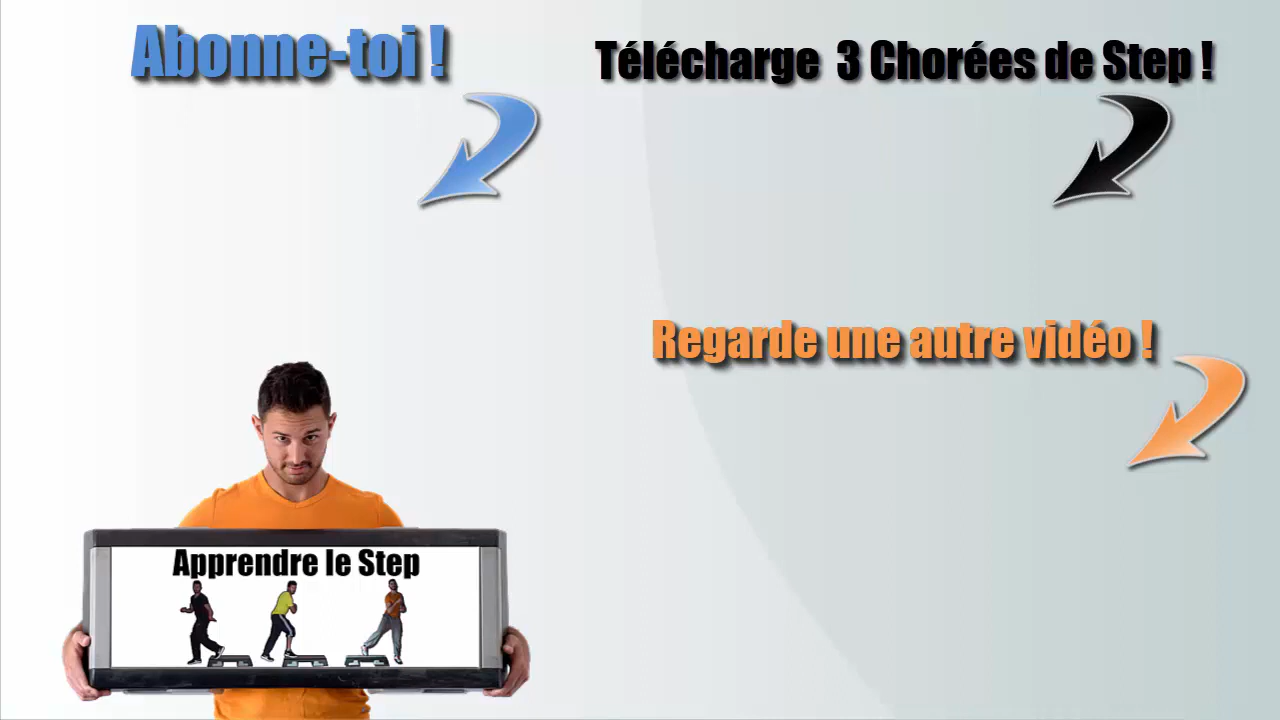 Abonne-toi !
Télécharge 3 Chorées de Step !
Regarde une autre vidéo !
Apprendre le Step